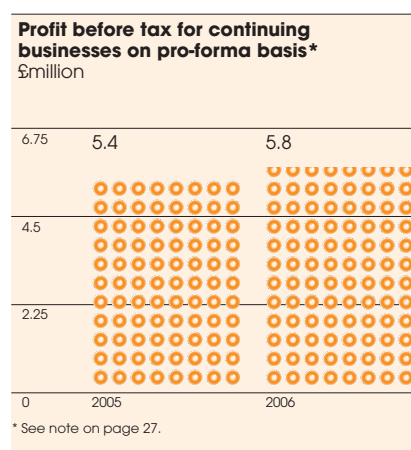 Profit before tax for continuing
businesses on pro-forma basis*
£million
6.75 5.4 5.8
4.5
2.25
0 2005 2006
* See note on page 27.